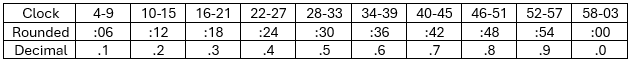 Clock 4-9 10-15 16-21 22-27 28-33 34-39 40-45 46-51 52-57 58-03
Rounded :06 :12 :18 :24 :30 :36 :42 :48 :54 :00
Decimal .1 .2 .3 .4 .5 .6 .7 .8 .9 .0